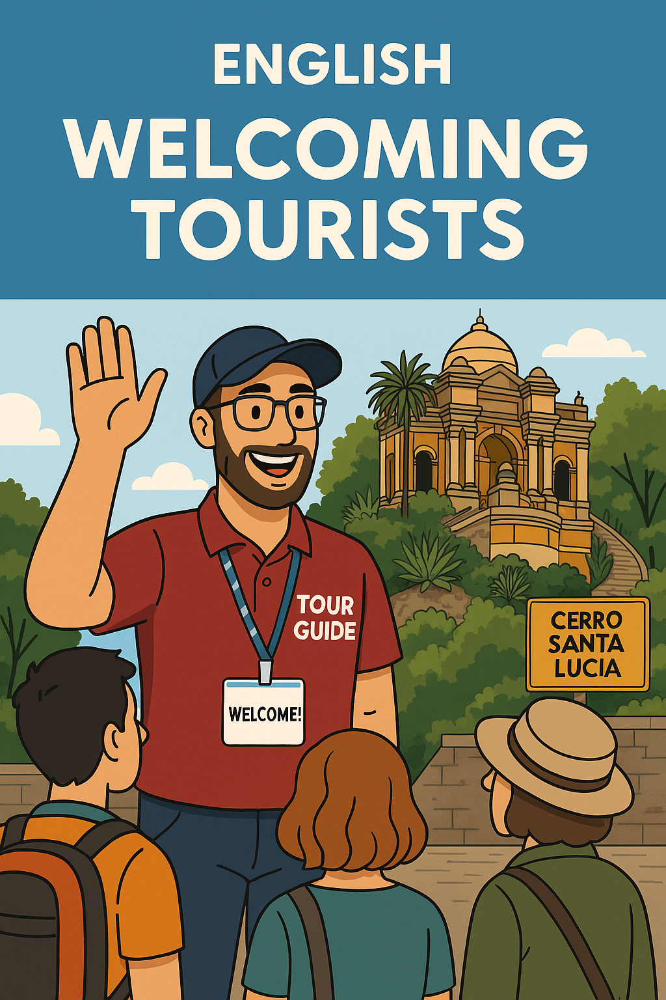 ENGLISH
WELCOMING
TOURISTS
TOUR
GUIDE
WELCOME!
CERRO
SANTA
LUCIA